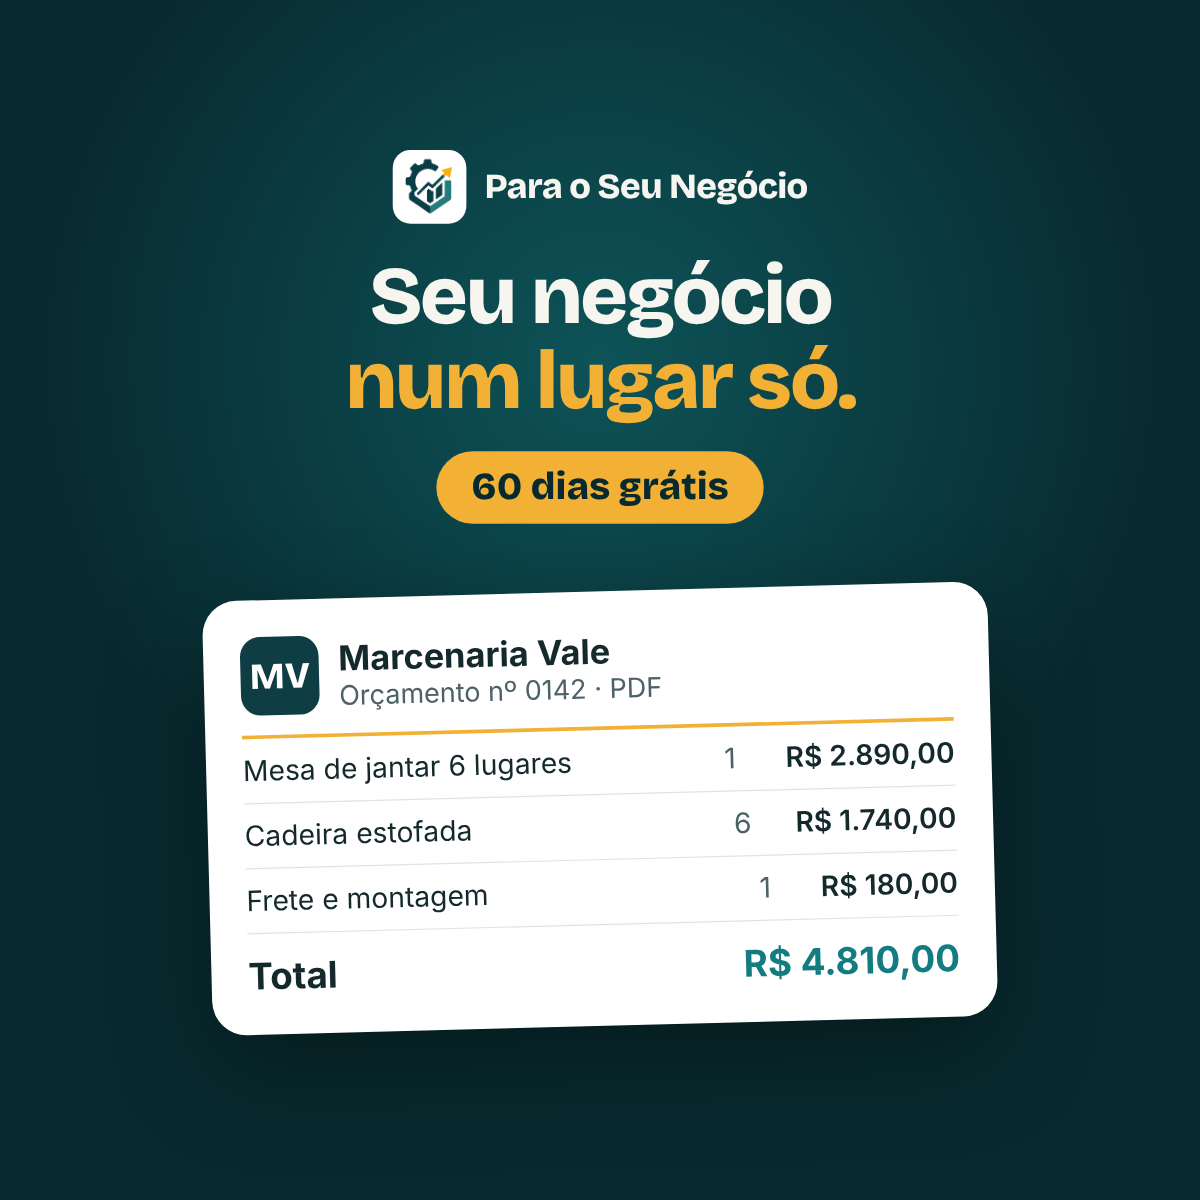 Para o Seu Negócio
Seu negócio
num lugar só.
60 dias grátis
MV
Marcenaria Vale
Orçamento nº 0142 · PDF
Mesa de jantar 6 lugares 1 R$ 2.890,00
Cadeira estofada 6 R$ 1.740,00
Frete e montagem 1 R$ 180,00
Total R$ 4.810,00